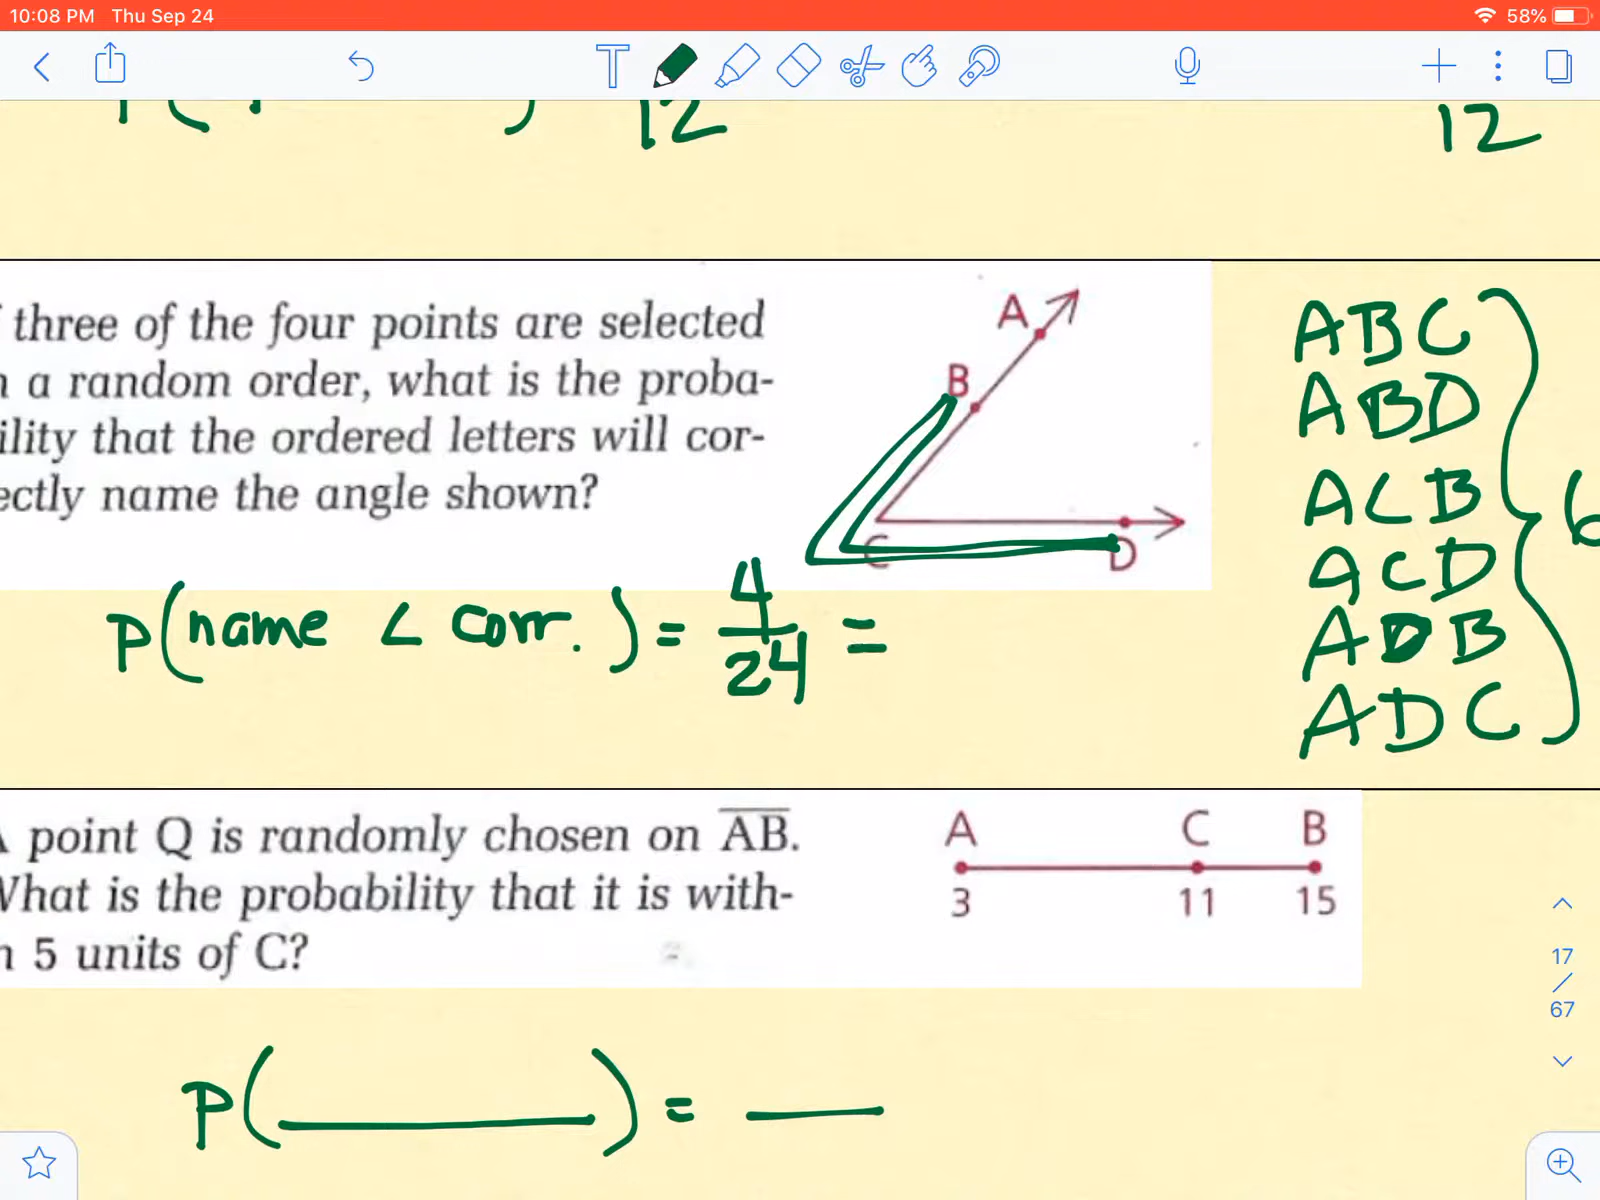 10:08 PM Thu Sep 24 58%
12 12
three of the four points are selected
a random order, what is the proba-
ility that the ordered letters will cor-
ectly name the angle shown?
A
B
C
D
ABC
ABD
ACB
ACD
ADB
ADC
6
P(name < corr.) = 4/24 =
A point Q is randomly chosen on AB.
What is the probability that it is with-
n 5 units of C?
A C B
3 11 15
P( ) =
17
/
67